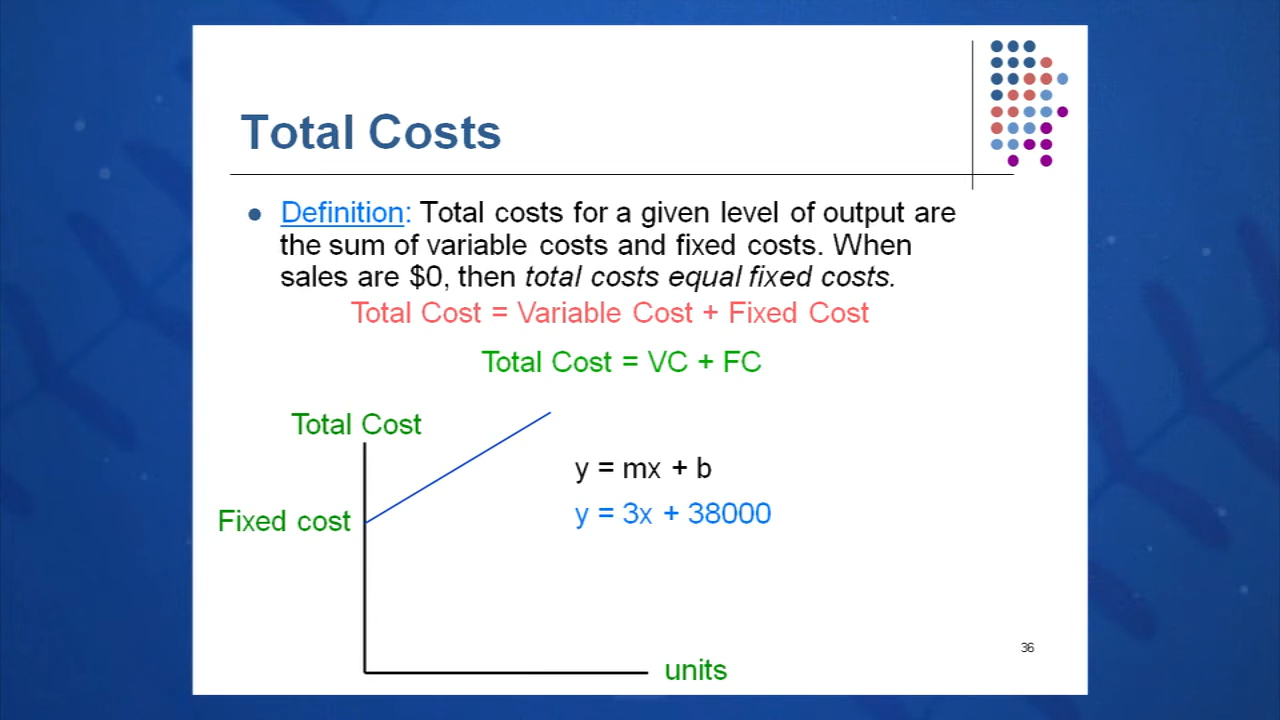 Total Costs
Definition: Total costs for a given level of output are
the sum of variable costs and fixed costs. When
sales are $0, then total costs equal fixed costs.
Total Cost = Variable Cost + Fixed Cost
Total Cost = VC + FC
Total Cost
y = mx + b
Fixed cost
y = 3x + 38000
36
units